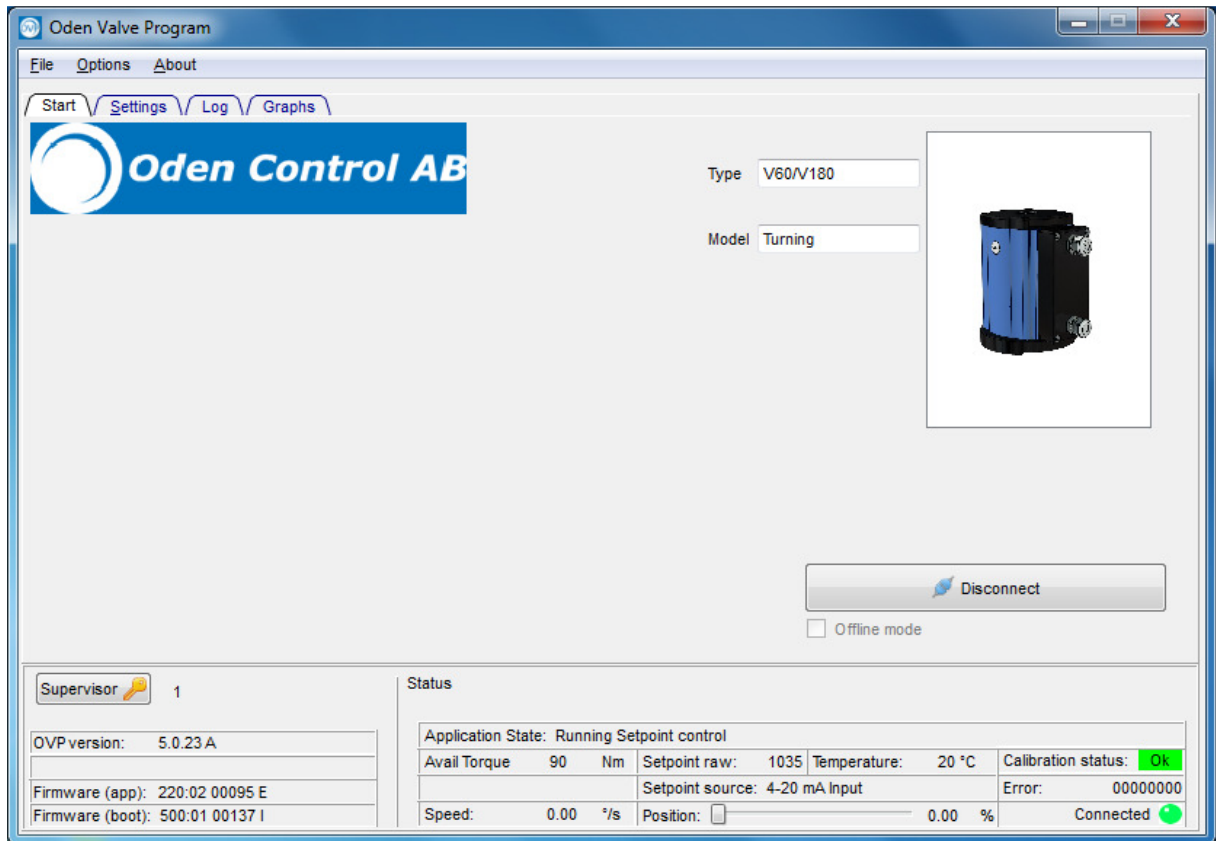 Oden Valve Program
File Options About
Start Settings Log Graphs
Oden Control AB
Type V60/V180
Model Turning
Disconnect
Offline mode
Supervisor 1
Status
OVP version: 5.0.23 A
Firmware (app): 220:02 00095 E
Firmware (boot): 500:01 00137 I
Application State: Running Setpoint control
Avail Torque 90 Nm Setpoint raw: 1035 Temperature: 20 °C Calibration status: Ok
Setpoint source: 4-20 mA Input Error: 00000000
Speed: 0.00 °/s Position: 0.00 % Connected